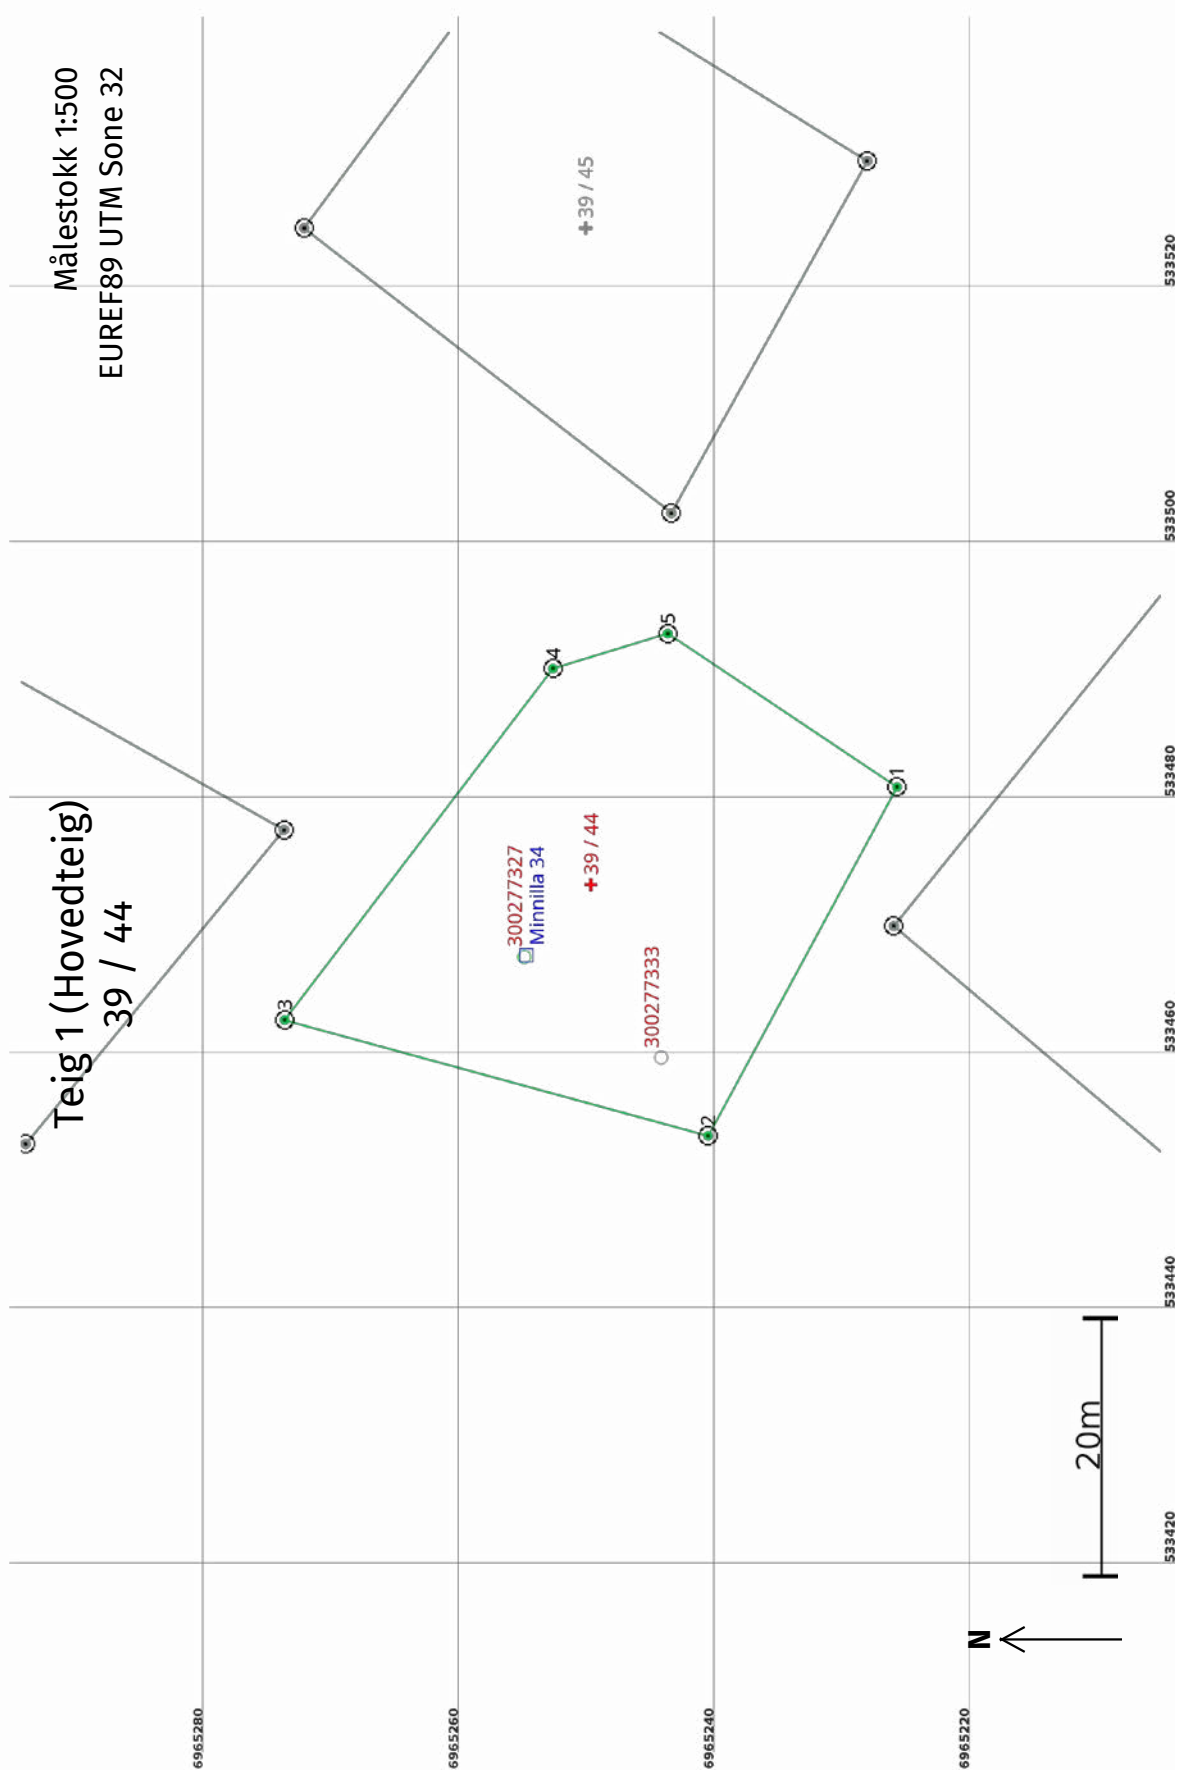 Teig 1 (Hovedteig)
39 / 44
Målestokk 1:500
EUREF89 UTM Sone 32
6965280
6965260
6965240
6965220
3
4
5
1
2
300277327
Minnilla 34
39 / 44
300277333
39 / 45
N
20m
533420
533440
533460
533480
533500
533520